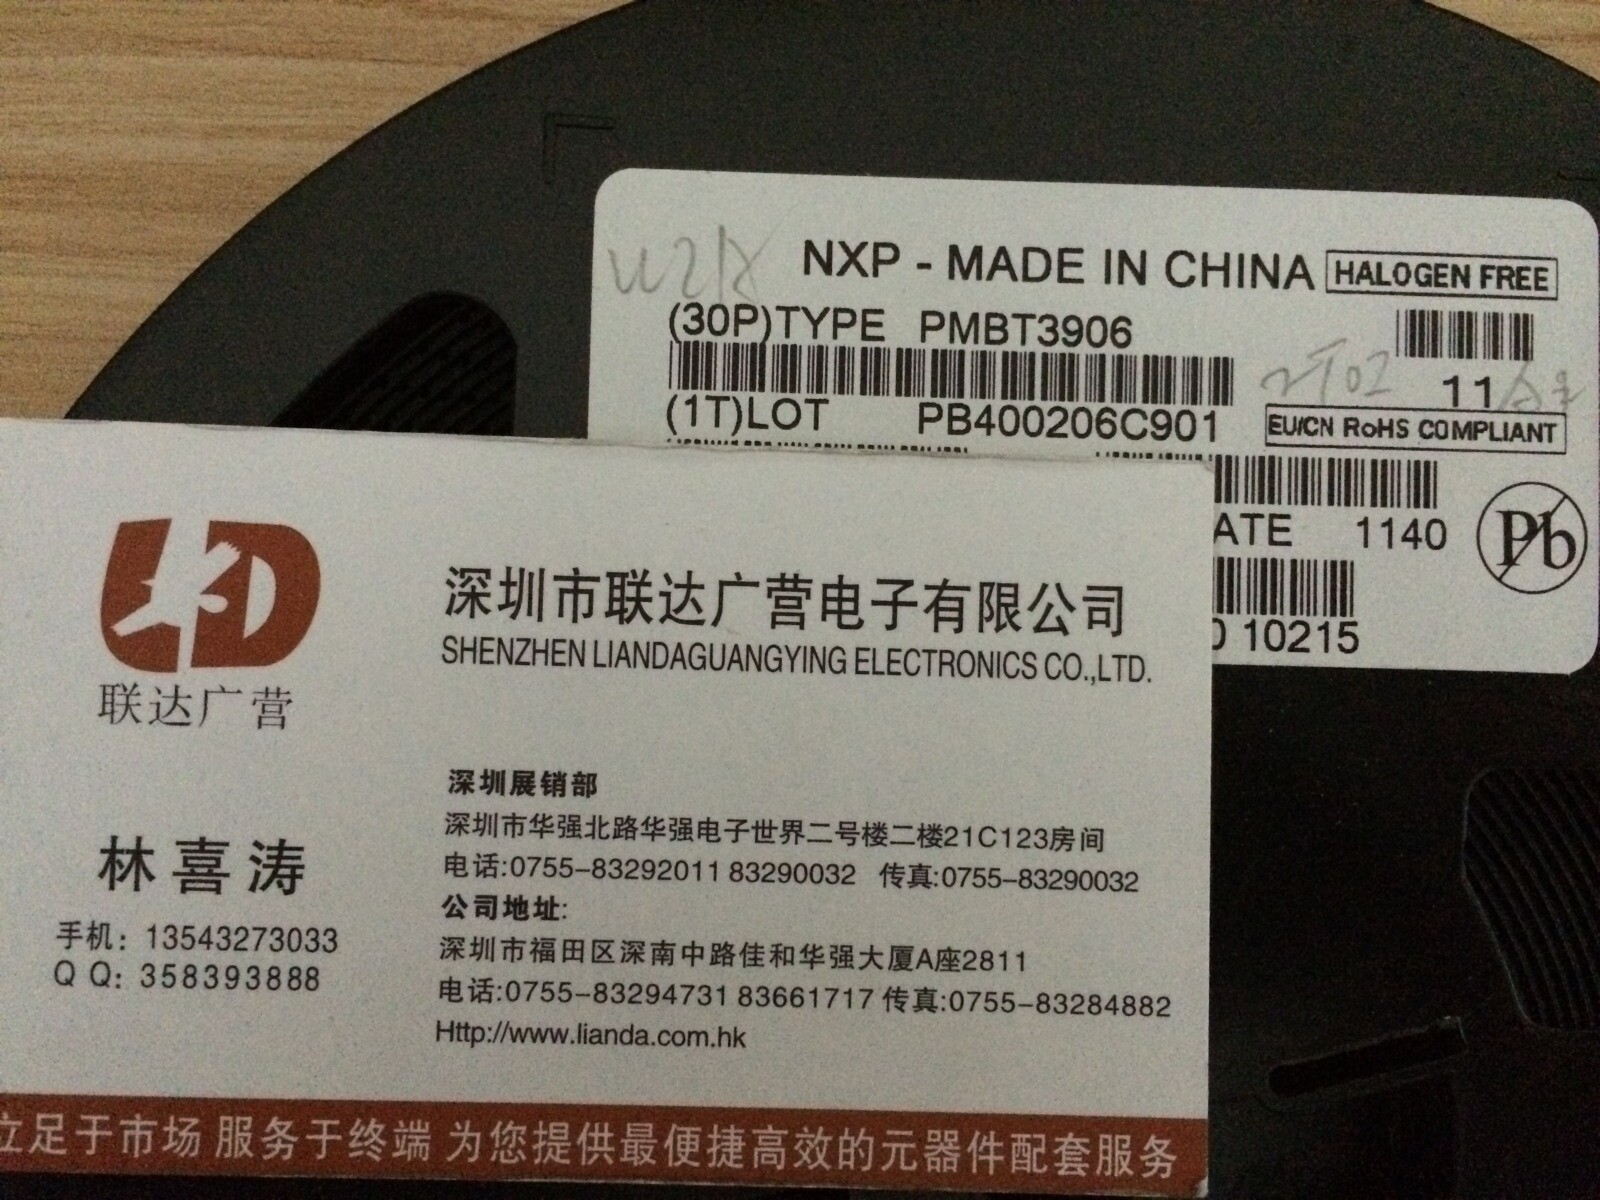 NXP - MADE IN CHINA HALOGEN FREE
(30P)TYPE PMBT3906
11
(1T)LOT PB400206C901
EU/CN RoHS COMPLIANT
ATE 1140
Pb
10215
LD
联达广营
深圳市联达广营电子有限公司
SHENZHEN LIANDAGUANGYING ELECTRONICS CO.,LTD.
林喜涛
手机：13543273033
Q Q：358393888
深圳展销部
深圳市华强北路华强电子世界二号楼二楼21C123房间
电话:0755-83292011 83290032 传真:0755-83290032
公司地址:
深圳市福田区深南中路佳和华强大厦A座2811
电话:0755-83294731 83661717 传真:0755-83284882
Http://www.lianda.com.hk
立足于市场 服务于终端 为您提供最便捷高效的元器件配套服务